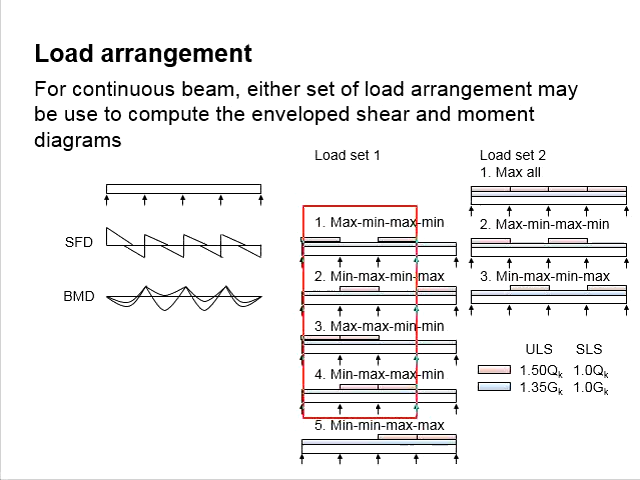 Load arrangement
For continuous beam, either set of load arrangement may
be use to compute the enveloped shear and moment
diagrams
Load set 1
Load set 2
1. Max all
SFD
BMD
1. Max-min-max-min
2. Min-max-min-max
3. Max-max-min-min
4. Min-max-max-min
5. Min-min-max-max
2. Max-min-max-min
3. Min-max-min-max
ULS SLS
1.50Qk 1.0Qk
1.35Gk 1.0Gk